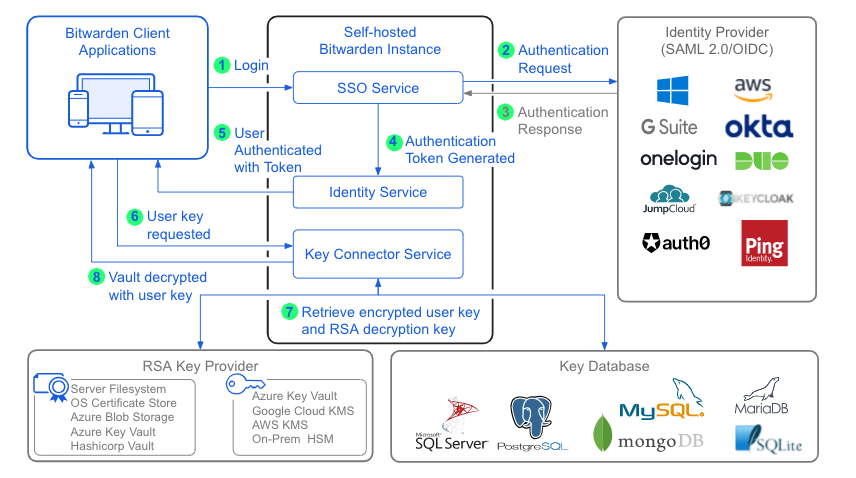 Bitwarden Client
Applications
Self-hosted
Bitwarden Instance
Identity Provider
(SAML 2.0/OIDC)
1 Login
2 Authentication
Request
SSO Service
3 Authentication
Response
aws
G Suite
okta
onelogin
DUO
JumpCloud
KEYCLOAK
auth0
Ping
Identity.
4 Authentication
Token Generated
5 User
Authenticated
with Token
Identity Service
6 User key
requested
Key Connector Service
8 Vault decrypted
with user key
7 Retrieve encrypted user key
and RSA decryption key
RSA Key Provider
Server Filesystem
OS Certificate Store
Azure Blob Storage
Azure Key Vault
Hashicorp Vault
Azure Key Vault
Google Cloud KMS
AWS KMS
On-Prem HSM
Key Database
Microsoft
SQL Server
PostgreSQL
MySQL
mongoDB
MariaDB
SQLite